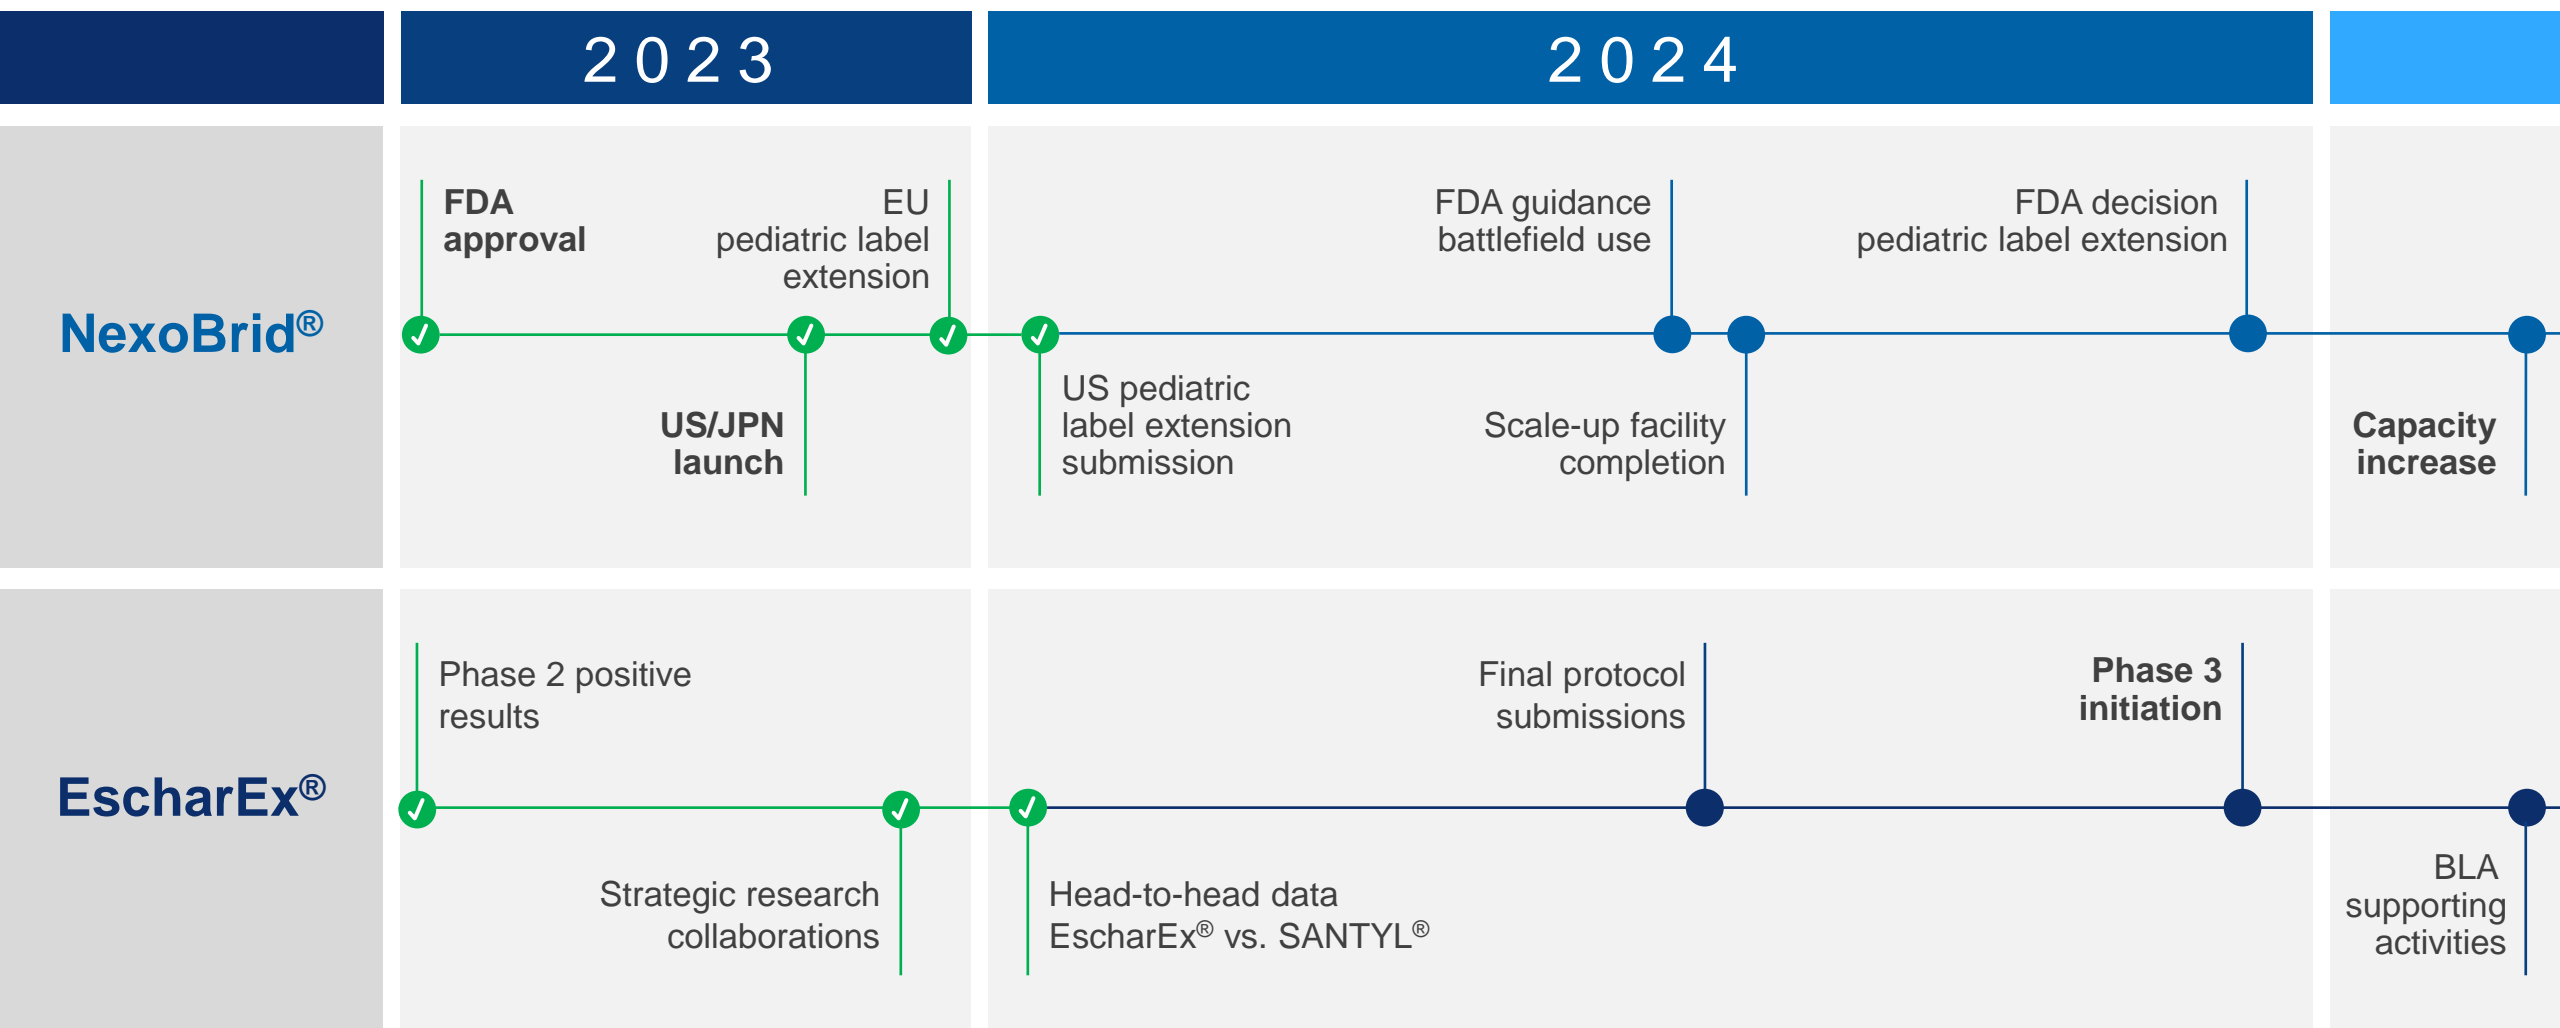 2023
2024
NexoBrid®
FDA
approval
EU
pediatric label
extension
FDA guidance
battlefield use
FDA decision
pediatric label extension
US/JPN
launch
US pediatric
label extension
submission
Scale-up facility
completion
Capacity
increase
EscharEx®
Phase 2 positive
results
Final protocol
submissions
Phase 3
initiation
Strategic research
collaborations
Head-to-head data
EscharEx® vs. SANTYL®
BLA
supporting
activities